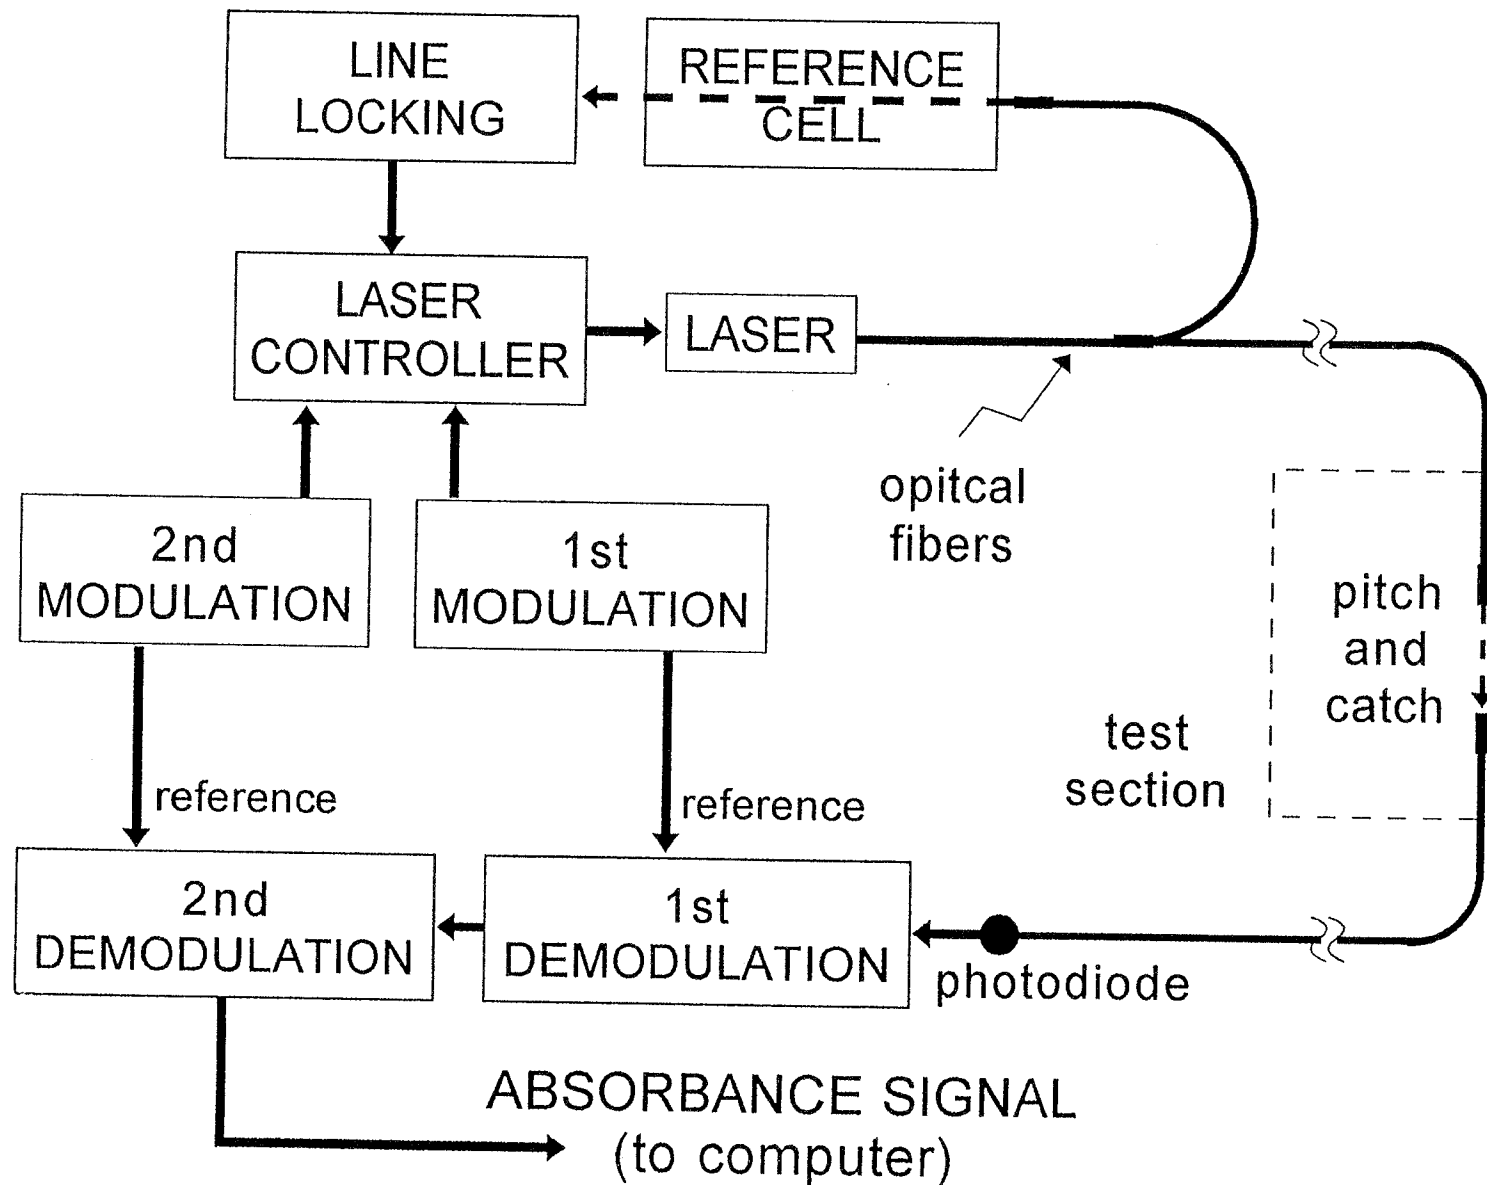 LINE
LOCKING
REFERENCE
CELL
LASER
CONTROLLER
LASER
opitcal
fibers
2nd
MODULATION
1st
MODULATION
pitch
and
catch
test
section
reference
reference
2nd
DEMODULATION
1st
DEMODULATION
photodiode
ABSORBANCE SIGNAL
(to computer)